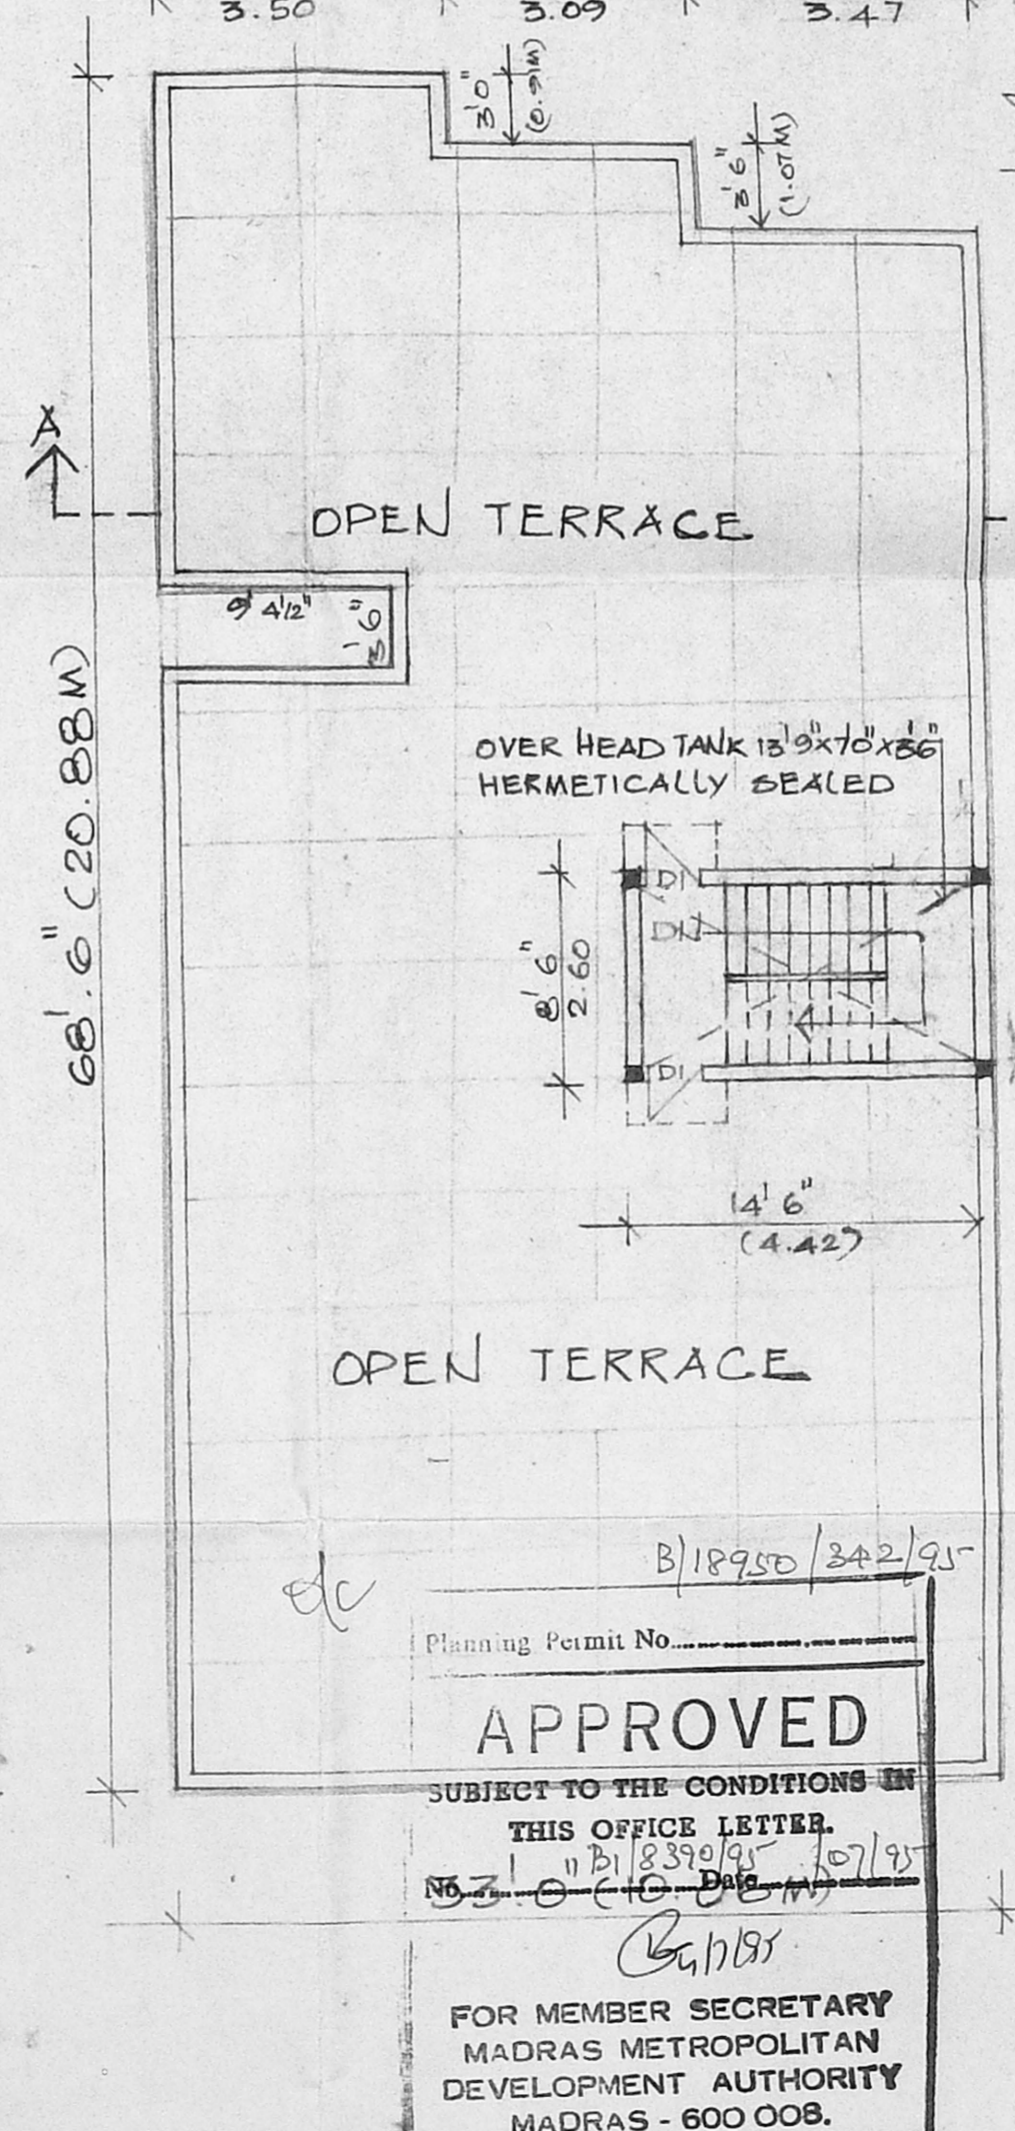 3.50 3.09 3.47
3'0"
(0.91M)
3'6"
(1.07M)
A
OPEN TERRACE
9' 4 1/2"
3'6"
68'.6" (20.88M)
OVER HEAD TANK 13'9"x7'0"x3'6"
HERMETICALLY SEALED
D1
DN
8'6"
2.60
D1
14' 6"
(4.42)
OPEN TERRACE
B/18950/342/95
Planning Permit No.
APPROVED
SUBJECT TO THE CONDITIONS IN
THIS OFFICE LETTER.
B1/8390/95 /07/95
No. Date
33'.0"
FOR MEMBER SECRETARY
MADRAS METROPOLITAN
DEVELOPMENT AUTHORITY
MADRAS - 600 008.